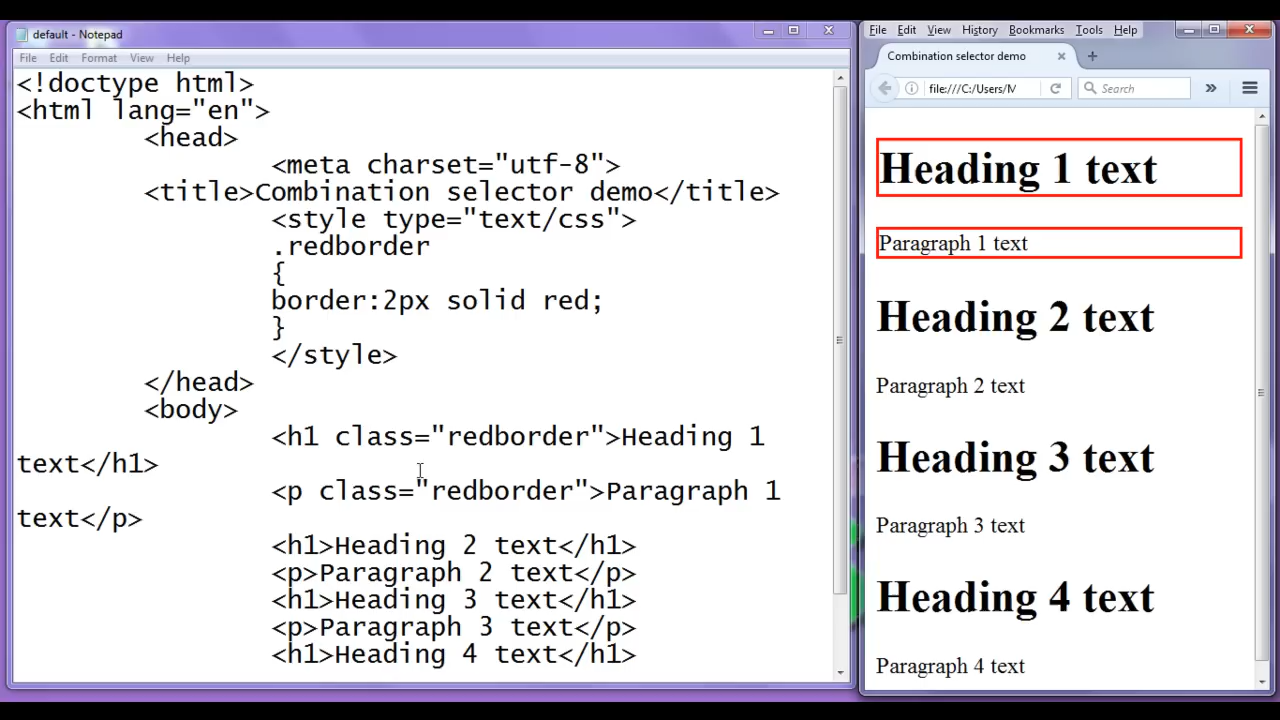 default - Notepad
File Edit Format View Help
<!doctype html>
<html lang="en">
<head>
<meta charset="utf-8">
<title>Combination selector demo</title>
<style type="text/css">
.redborder
{
border:2px solid red;
}
</style>
</head>
<body>
<h1 class="redborder">Heading 1
text</h1>
<p class="redborder">Paragraph 1
text</p>
<h1>Heading 2 text</h1>
<p>Paragraph 2 text</p>
<h1>Heading 3 text</h1>
<p>Paragraph 3 text</p>
<h1>Heading 4 text</h1>
File Edit View History Bookmarks Tools Help
Combination selector demo
file:///C:/Users/M
Search
Heading 1 text
Paragraph 1 text
Heading 2 text
Paragraph 2 text
Heading 3 text
Paragraph 3 text
Heading 4 text
Paragraph 4 text